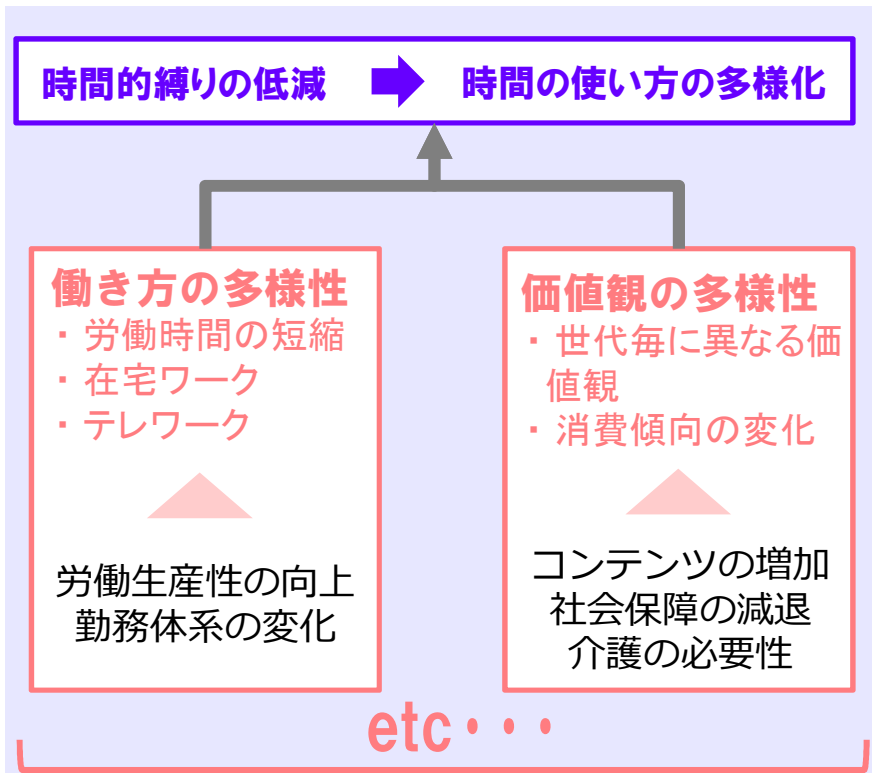 時間的縛りの低減 時間の使い方の多様化
働き方の多様性
・労働時間の短縮
・在宅ワーク
・テレワーク
労働生産性の向上
勤務体系の変化
価値観の多様性
・世代毎に異なる価
値観
・消費傾向の変化
コンテンツの増加
社会保障の減退
介護の必要性
etc・・・